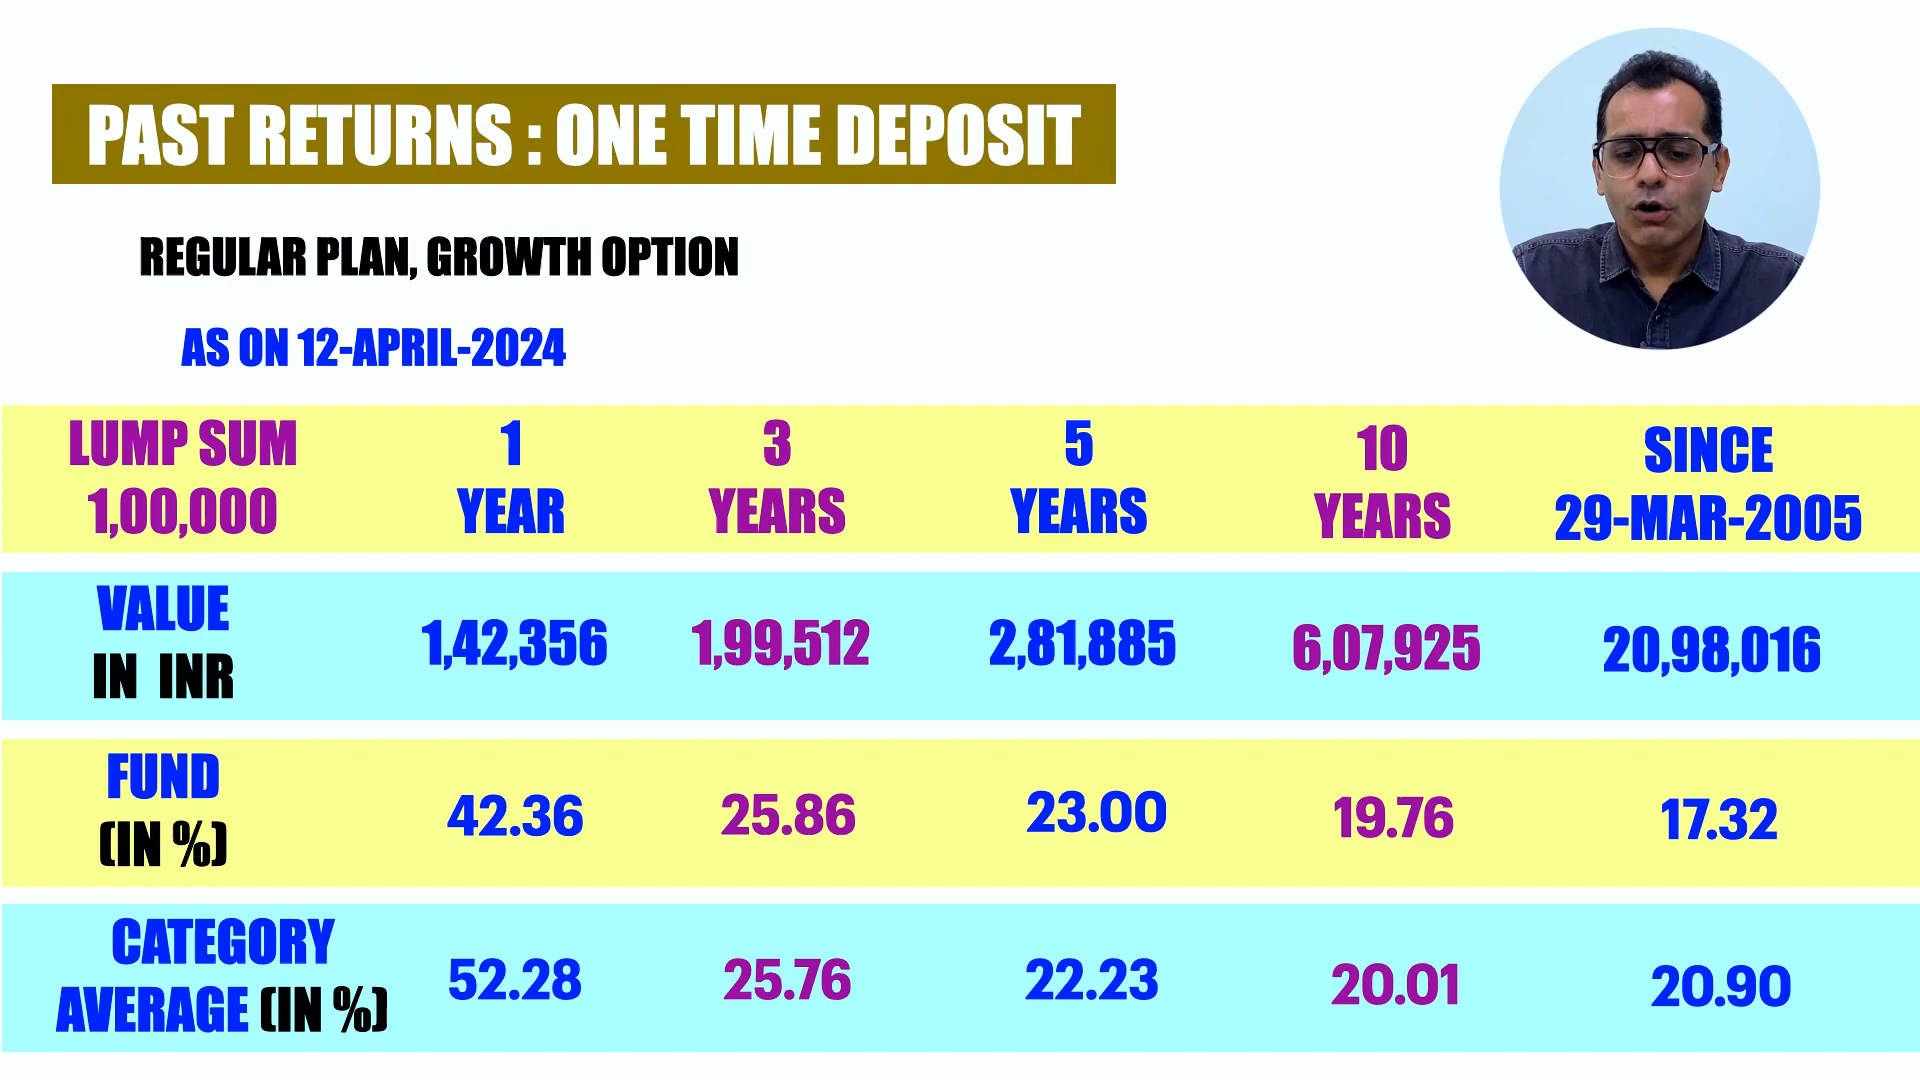 PAST RETURNS : ONE TIME DEPOSIT
REGULAR PLAN, GROWTH OPTION
AS ON 12-APRIL-2024
LUMP SUM 1,00,000 1 YEAR 3 YEARS 5 YEARS 10 YEARS SINCE 29-MAR-2005
VALUE IN INR 1,42,356 1,99,512 2,81,885 6,07,925 20,98,016
FUND (IN %) 42.36 25.86 23.00 19.76 17.32
CATEGORY AVERAGE (IN %) 52.28 25.76 22.23 20.01 20.90